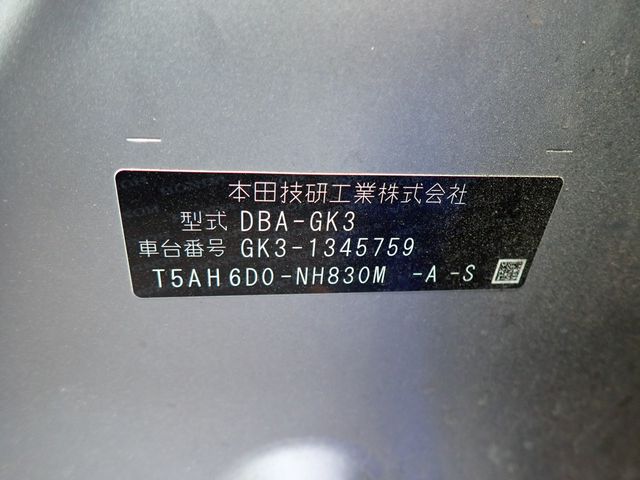 本田技研工業株式会社
型式 DBA-GK3
車台番号 GK3-1345759
T5AH6D0-NH830M -A-S